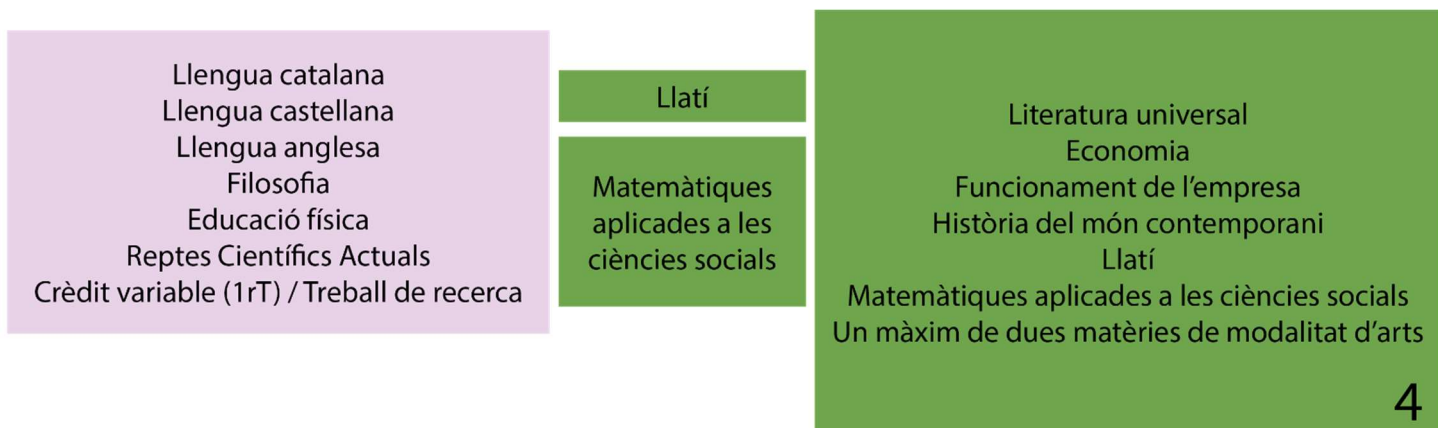 Llengua catalana
Llengua castellana
Llengua anglesa
Filosofia
Educació física
Reptes Científics Actuals
Crèdit variable (1rT) / Treball de recerca
Llatí
Matemàtiques
aplicades a les
ciències socials
Literatura universal
Economia
Funcionament de l’empresa
Història del món contemporani
Llatí
Matemàtiques aplicades a les ciències socials
Un màxim de dues matèries de modalitat d’arts
4